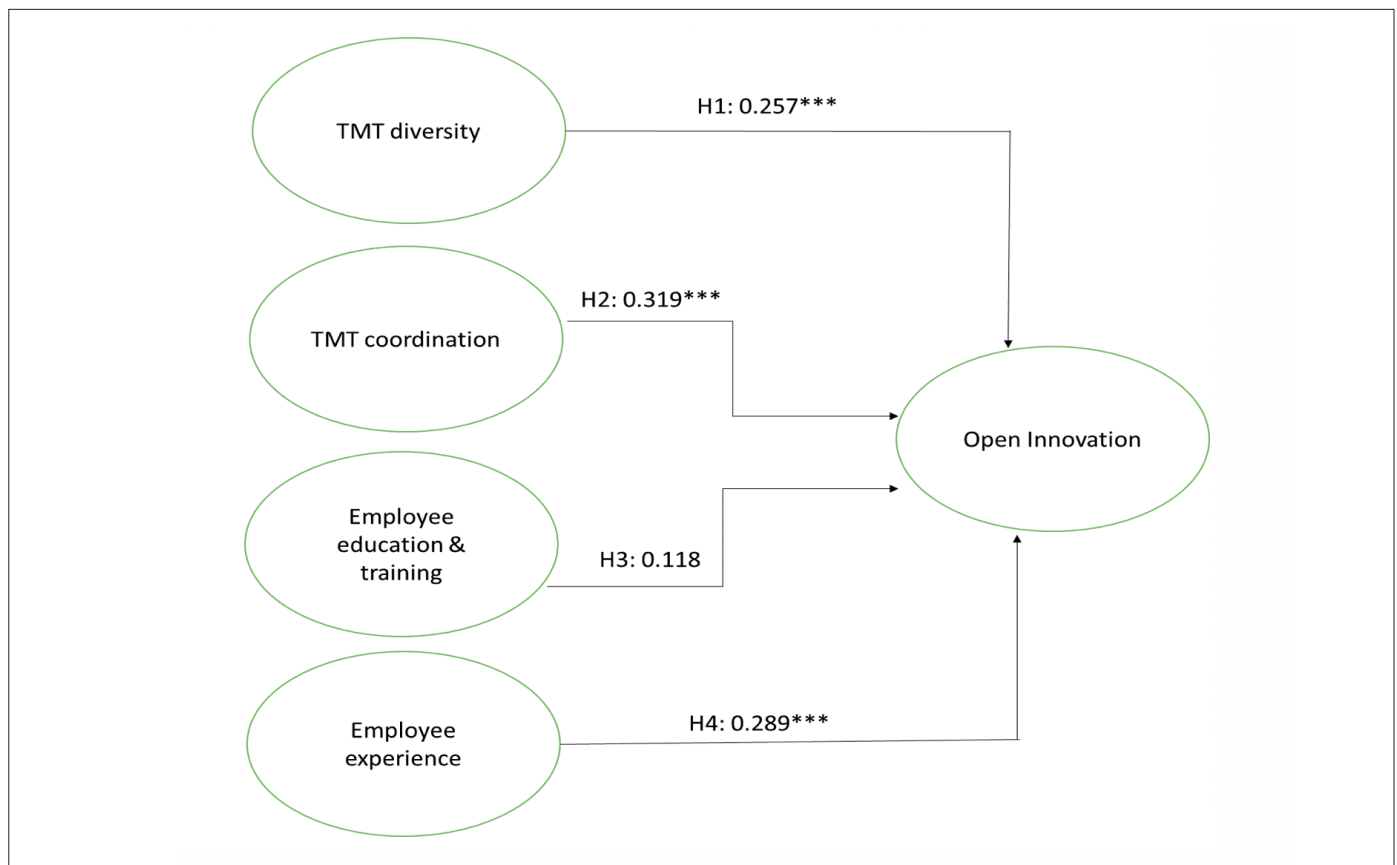 H1: 0.257***
TMT diversity
H2: 0.319***
TMT coordination
Open Innovation
Employee
education &
training
H3: 0.118
H4: 0.289***
Employee
experience